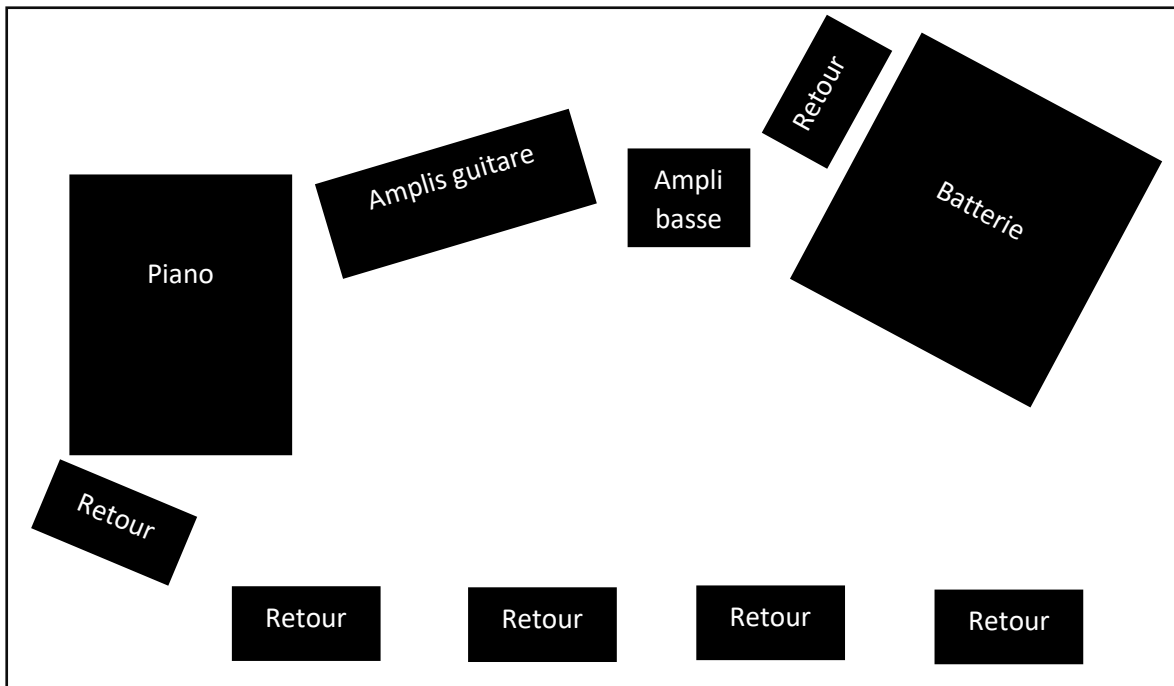 Retour
Amplis guitare
Ampli
basse
Batterie
Piano
Retour
Retour
Retour
Retour
Retour